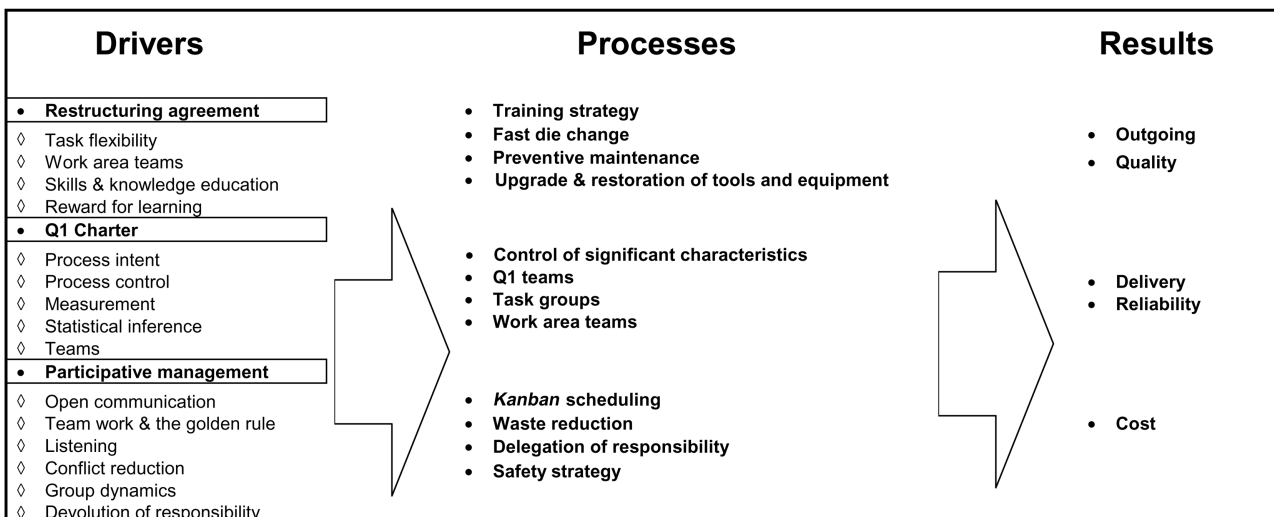 Drivers
Processes
Results
• Restructuring agreement
◊ Task flexibility
◊ Work area teams
◊ Skills & knowledge education
◊ Reward for learning
• Q1 Charter
◊ Process intent
◊ Process control
◊ Measurement
◊ Statistical inference
◊ Teams
• Participative management
◊ Open communication
◊ Team work & the golden rule
◊ Listening
◊ Conflict reduction
◊ Group dynamics
◊ Devolution of responsibility
• Training strategy
• Fast die change
• Preventive maintenance
• Upgrade & restoration of tools and equipment
• Control of significant characteristics
• Q1 teams
• Task groups
• Work area teams
• Kanban scheduling
• Waste reduction
• Delegation of responsibility
• Safety strategy
• Outgoing
• Quality
• Delivery
• Reliability
• Cost